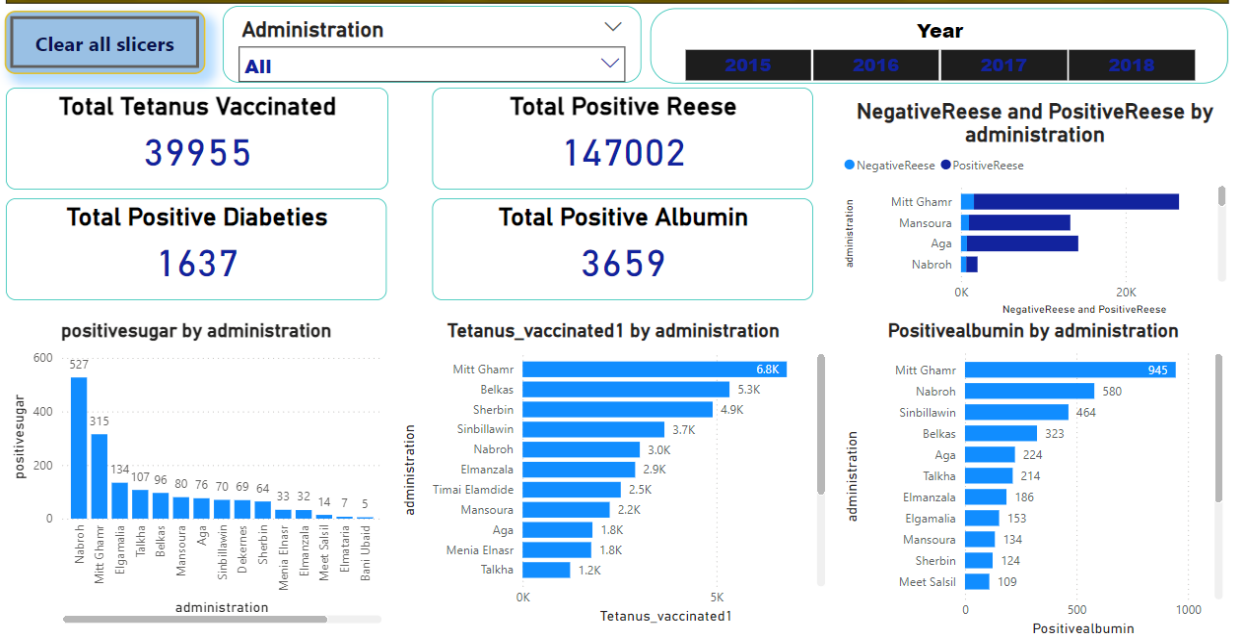 Clear all slicers
Administration
All
Year
2015 2016 2017 2018
Total Tetanus Vaccinated
39955
Total Positive Reese
147002
Total Positive Diabeties
1637
Total Positive Albumin
3659
NegativeReese and PositiveReese by
administration
NegativeReese PositiveReese
administration
Mitt Ghamr
Mansoura
Aga
Nabroh
0K 20K
NegativeReese and PositiveReese
positivesugar by administration
positivesugar
600
400
200
0
527
315
134
107
96
80
76
70
69
64
33
32
14
7
5
Nabroh
Mitt Ghamr
Elgamalia
Talkha
Belkas
Mansoura
Aga
Sinbillawin
Dekernes
Sherbin
Menia Elnasr
Elmanzala
Meet Salsil
Elmataria
Bani Ubaid
administration
Tetanus_vaccinated1 by administration
administration
Mitt Ghamr 6.8K
Belkas 5.3K
Sherbin 4.9K
Sinbillawin 3.7K
Nabroh 3.0K
Elmanzala 2.9K
Timai Elamdide 2.5K
Mansoura 2.2K
Aga 1.8K
Menia Elnasr 1.8K
Talkha 1.2K
0K 5K
Tetanus_vaccinated1
Positivealbumin by administration
administration
Mitt Ghamr 945
Nabroh 580
Sinbillawin 464
Belkas 323
Aga 224
Talkha 214
Elmanzala 186
Elgamalia 153
Mansoura 134
Sherbin 124
Meet Salsil 109
0 500 1000
Positivealbumin